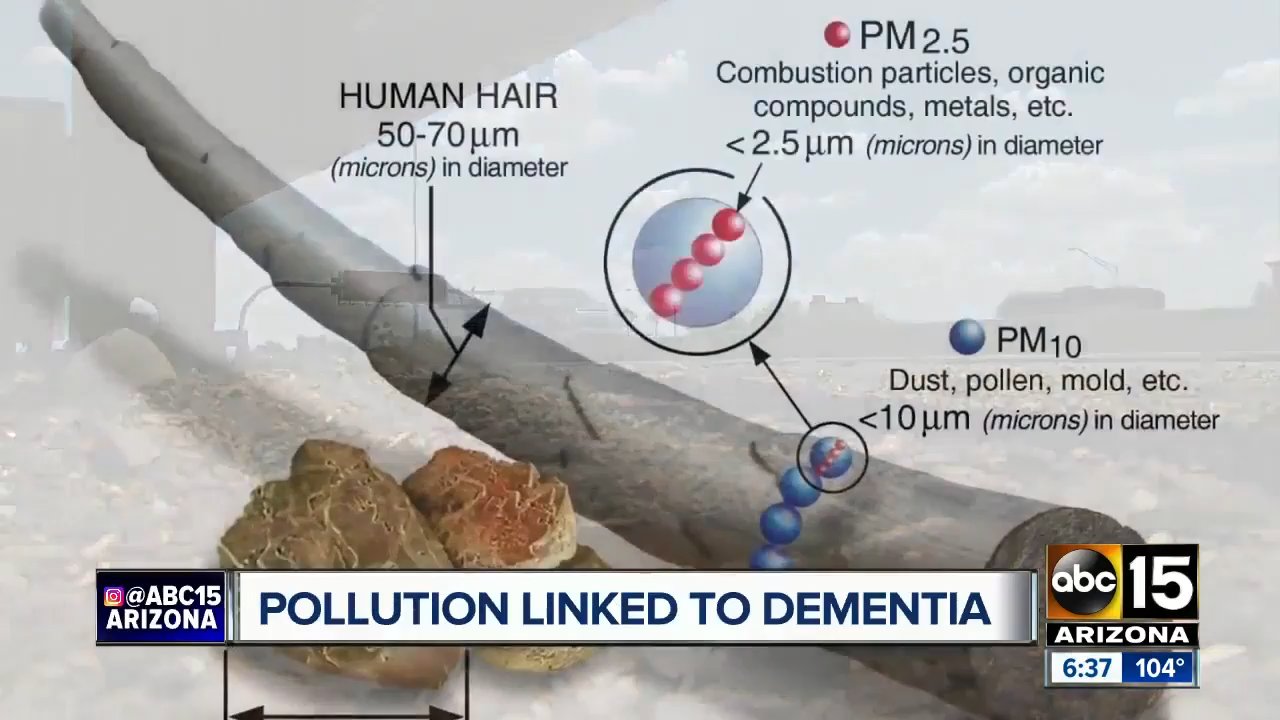 HUMAN HAIR
50-70 μm
(microns) in diameter
PM2.5
Combustion particles, organic
compounds, metals, etc.
< 2.5 μm (microns) in diameter
PM10
Dust, pollen, mold, etc.
<10 μm (microns) in diameter
@ABC15
ARIZONA
POLLUTION LINKED TO DEMENTIA
abc 15
ARIZONA
6:37 104°